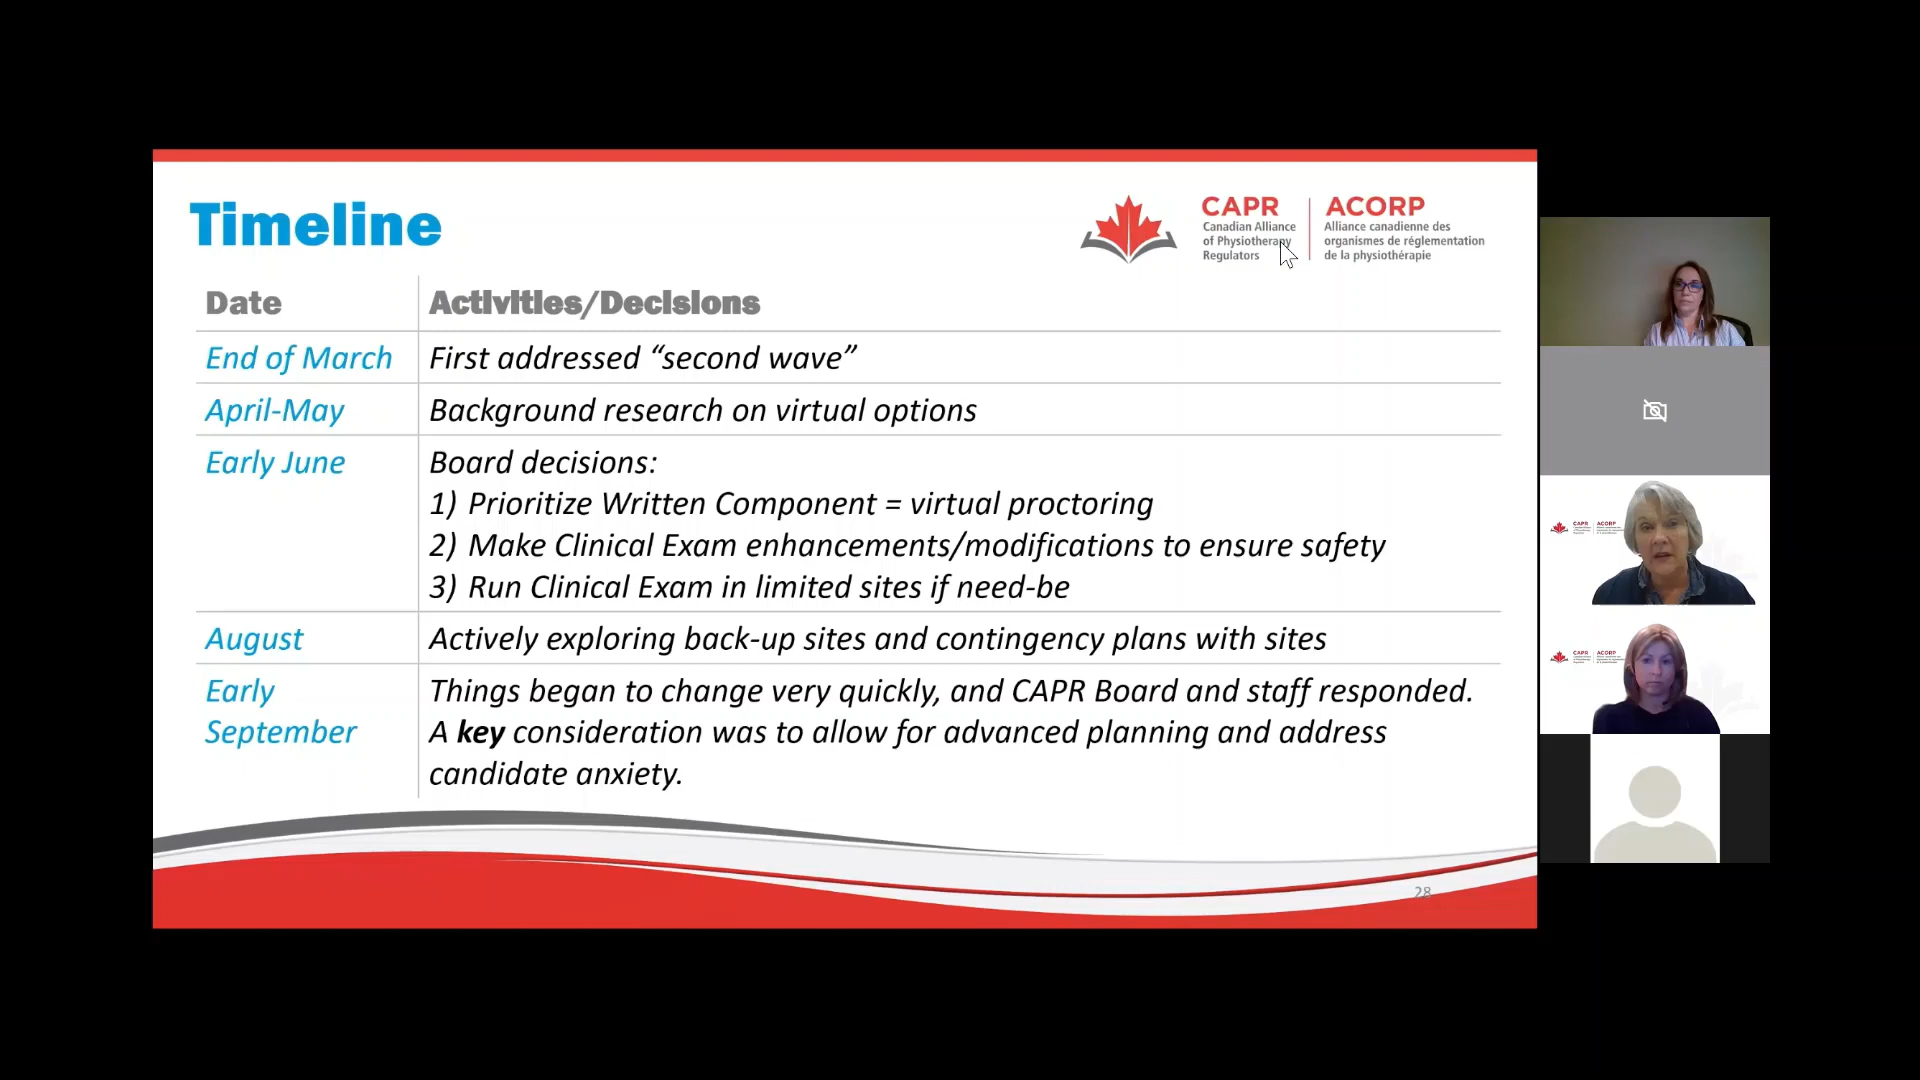 Timeline
CAPR
Canadian Alliance
of Physiotherapy
Regulators
ACORP
Alliance canadienne des
organismes de réglementation
de la physiothérapie
Date
Activities/Decisions
End of March
First addressed “second wave”
April-May
Background research on virtual options
Early June
Board decisions:
1) Prioritize Written Component = virtual proctoring
2) Make Clinical Exam enhancements/modifications to ensure safety
3) Run Clinical Exam in limited sites if need-be
August
Actively exploring back-up sites and contingency plans with sites
Early
September
Things began to change very quickly, and CAPR Board and staff responded.
A key consideration was to allow for advanced planning and address
candidate anxiety.
28
CAPR
ACORP
CAPR
ACORP